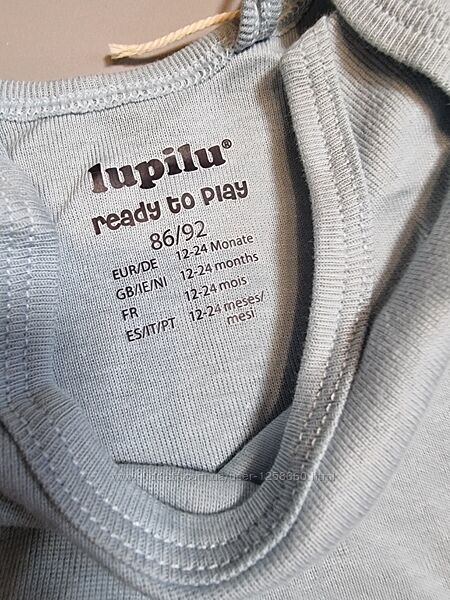 lupilu®
ready to play
86/92
EUR/DE 12-24 Monate
GB/IE/NI 12-24 months
FR 12-24 mois
ES/IT/PT 12-24 meses/
mesi